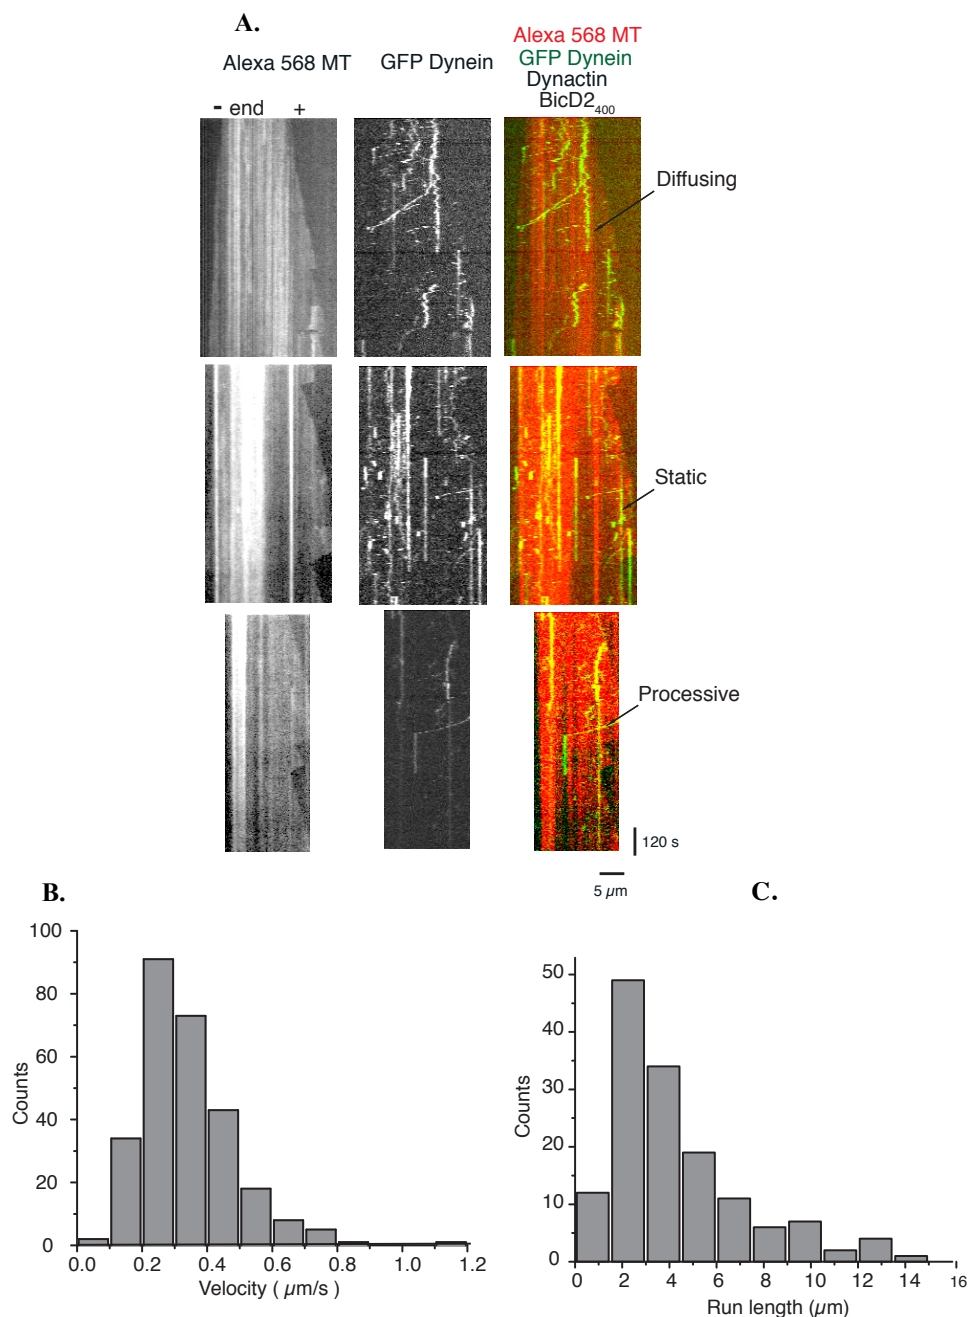 A.
Alexa 568 MT
GFP Dynein
Alexa 568 MT
GFP Dynein
Dynactin
BicD2400
- end +
Diffusing
Static
Processive
120 s
5 µm
B.
C.
100
80
60
40
20
0
Counts
0.0 0.2 0.4 0.6 0.8 1.0 1.2
Velocity ( µm/s )
50
40
30
20
10
0
Counts
0 2 4 6 8 10 12 14 16
Run length (µm)